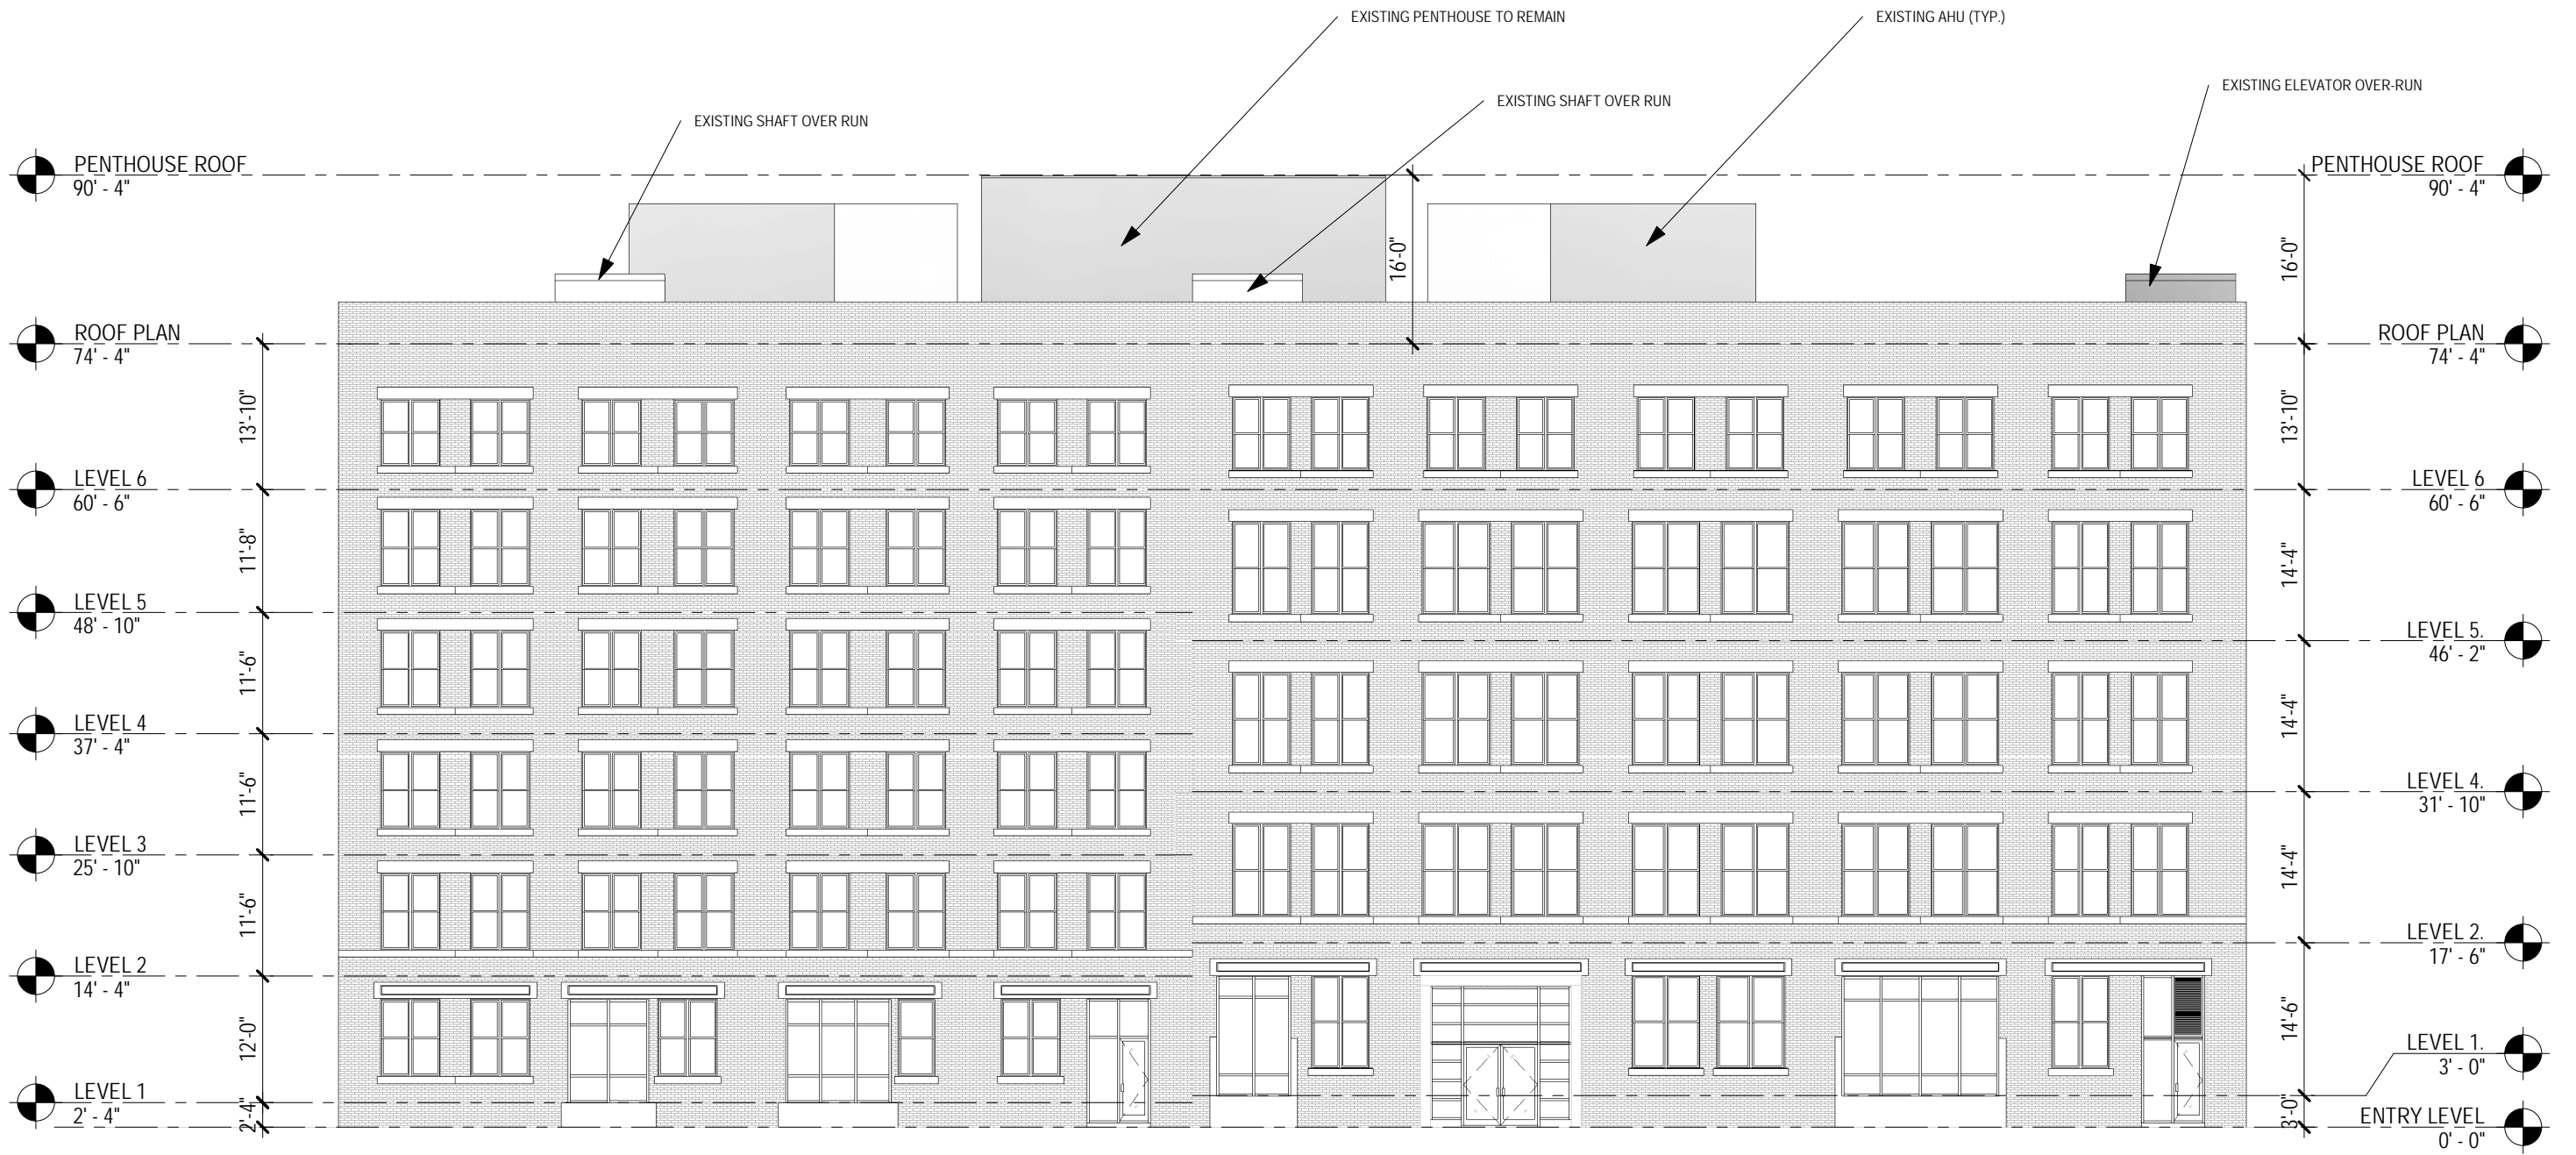 EXISTING PENTHOUSE TO REMAIN
EXISTING AHU (TYP.)
EXISTING ELEVATOR OVER-RUN
EXISTING SHAFT OVER RUN
EXISTING SHAFT OVER RUN
PENTHOUSE ROOF
90' - 4"
ROOF PLAN
74' - 4"
13'-10"
LEVEL 6
60' - 6"
11'-8"
LEVEL 5
48' - 10"
11'-6"
LEVEL 4
37' - 4"
11'-6"
LEVEL 3
25' - 10"
11'-6"
LEVEL 2
14' - 4"
12'-0"
LEVEL 1
2' - 4"
2'-4"
16'-0"
PENTHOUSE ROOF
90' - 4"
16'-0"
ROOF PLAN
74' - 4"
13'-10"
LEVEL 6
60' - 6"
14'-4"
LEVEL 5.
46' - 2"
14'-4"
LEVEL 4.
31' - 10"
14'-4"
LEVEL 2.
17' - 6"
14'-6"
LEVEL 1.
3' - 0"
3'-0"
ENTRY LEVEL
0' - 0"